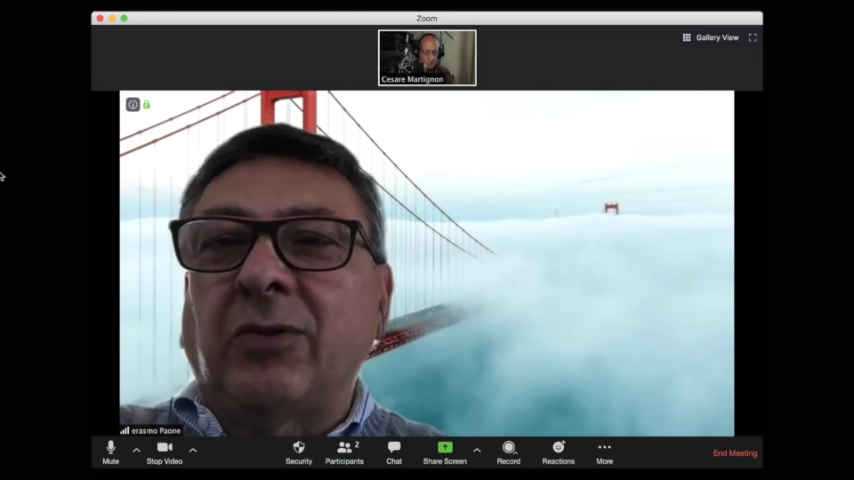 Zoom
Gallery View
Cesare Martignon
erasmo Paone
Mute
Stop Video
Security
Participants
2
Chat
Share Screen
Record
Reactions
More
End Meeting